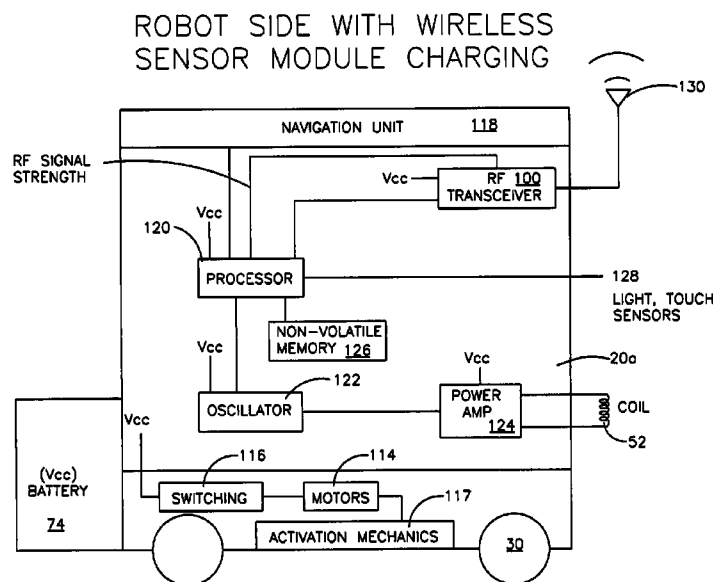 ROBOT SIDE WITH WIRELESS
SENSOR MODULE CHARGING
130
NAVIGATION UNIT 118
RF SIGNAL
STRENGTH
Vcc
RF 100
TRANSCEIVER
Vcc
120
PROCESSOR
128
LIGHT, TOUCH
SENSORS
NON-VOLATILE
MEMORY 126
Vcc
122
Vcc
20a
OSCILLATOR
POWER
AMP 124
COIL
52
Vcc
116
114
(Vcc)
BATTERY
74
SWITCHING
MOTORS
117
ACTIVATION MECHANICS
30